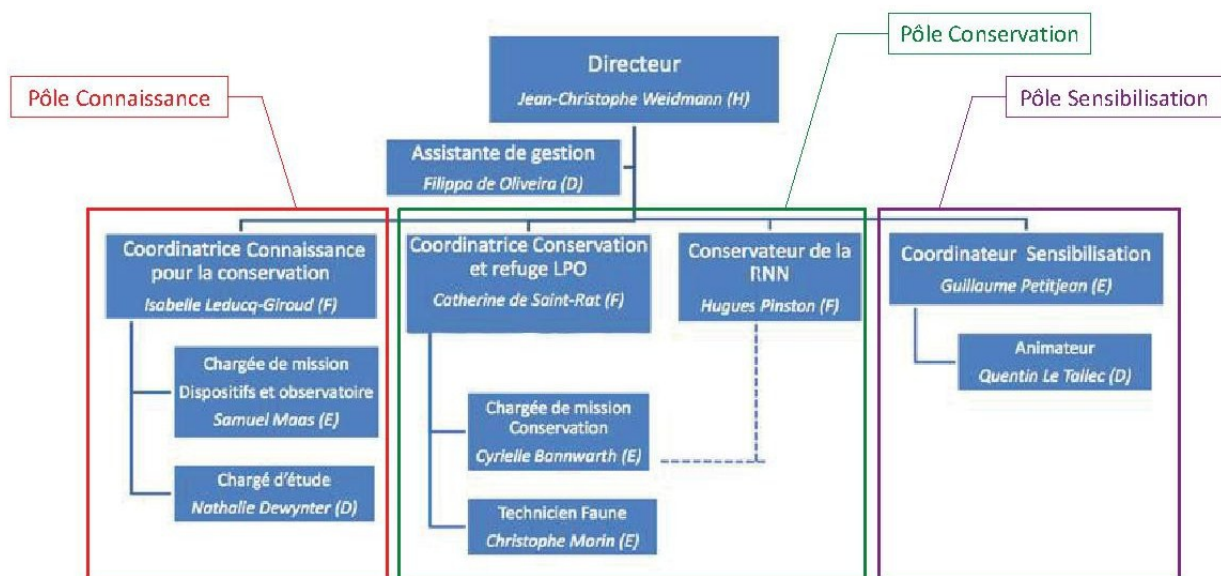 Pôle Conservation
Pôle Connaissance
Pôle Sensibilisation
Directeur
Jean-Christophe Weidmann (H)
Assistante de gestion
Filippa de Oliveira (D)
Coordinatrice Connaissance
pour la conservation
Isabelle Leducq-Giroud (F)
Chargée de mission
Dispositifs et observatoire
Samuel Maas (E)
Chargé d'étude
Nathalie Dewynter (D)
Coordinatrice Conservation
et refuge LPO
Catherine de Saint-Rat (F)
Chargée de mission
Conservation
Cyrielle Bannwarth (E)
Technicien Faune
Christophe Morin (E)
Conservateur de la
RNN
Hugues Pinston (F)
Coordinateur Sensibilisation
Guillaume Petitjean (E)
Animateur
Quentin Le Tallec (D)